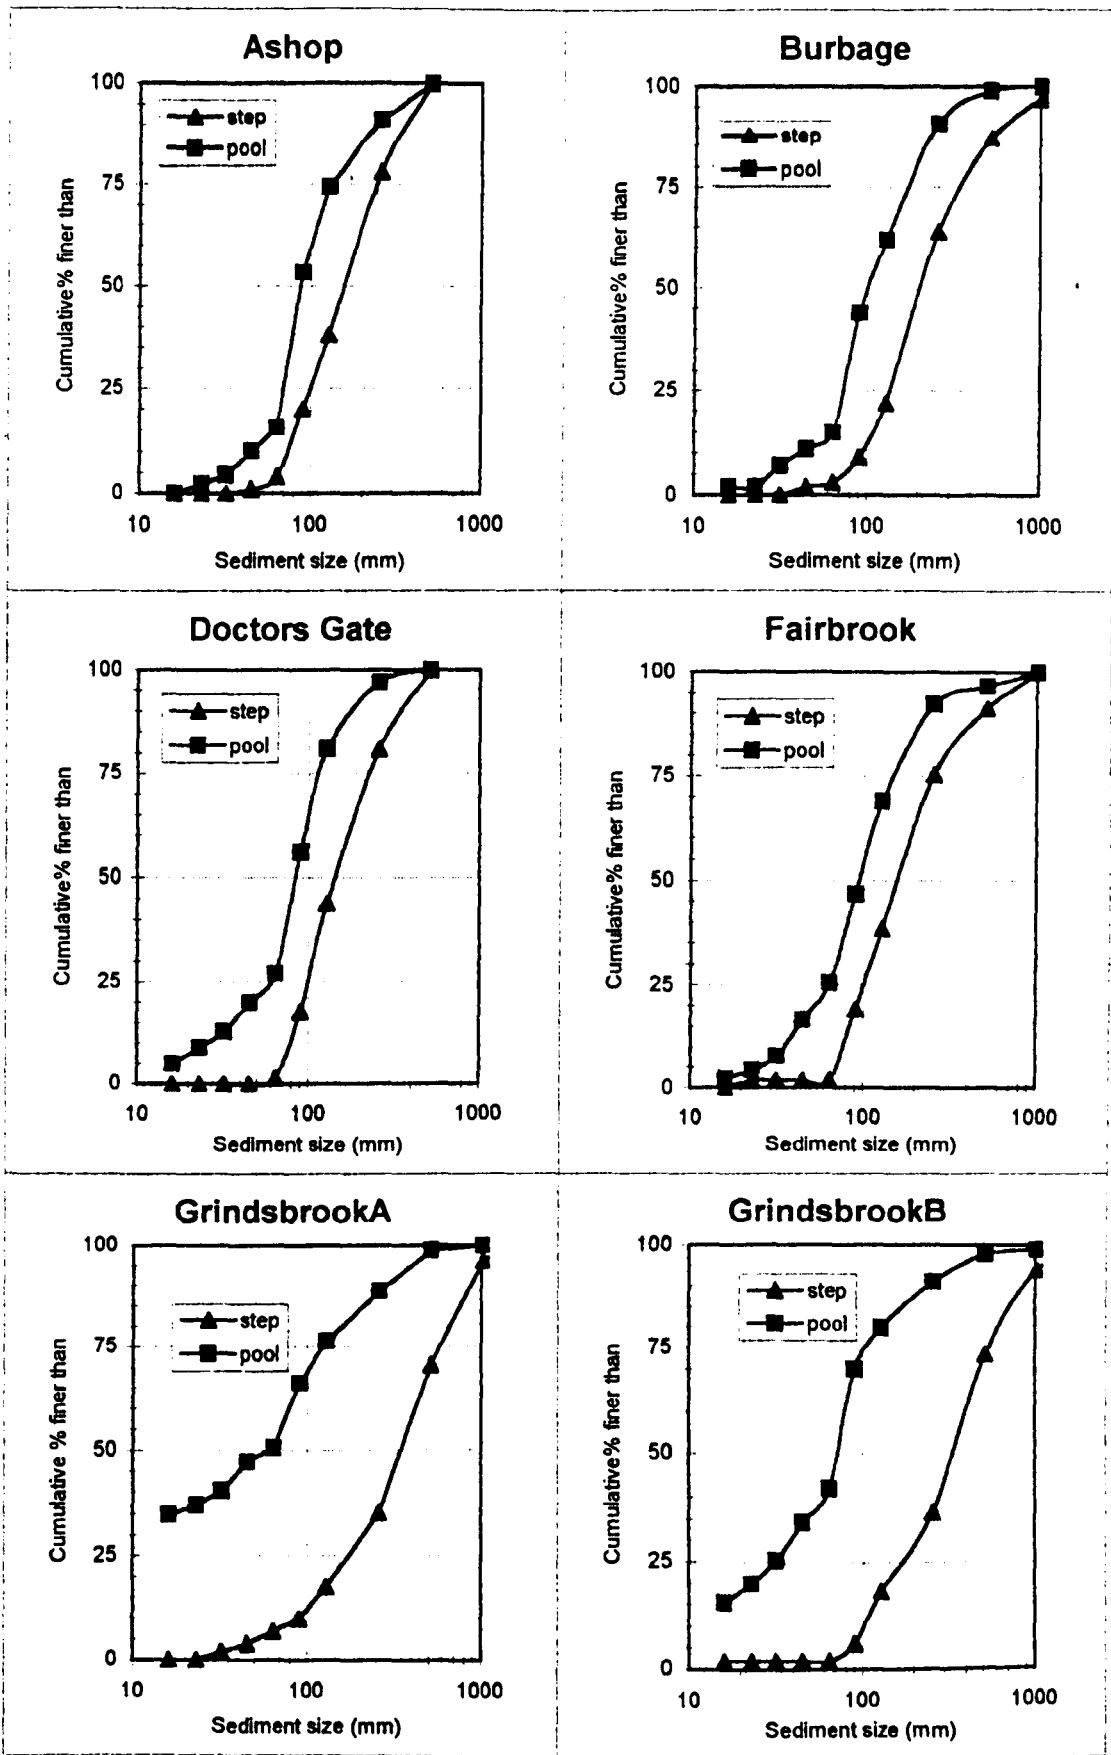 Ashop
100
75
50
25
0
10 100 1000
step
pool
Cumulative% finer than
Sediment size (mm)
Burbage
100
75
50
25
0
10 100 1000
step
pool
Cumulative% finer than
Sediment size (mm)
Doctors Gate
100
75
50
25
0
10 100 1000
step
pool
Cumulative% finer than
Sediment size (mm)
Fairbrook
100
75
50
25
0
10 100 1000
step
pool
Cumulative% finer than
Sediment size (mm)
GrindsbrookA
100
75
50
25
0
10 100 1000
step
pool
Cumulative % finer than
Sediment size (mm)
GrindsbrookB
100
75
50
25
0
10 100 1000
step
pool
Cumulative% finer than
Sediment size (mm)